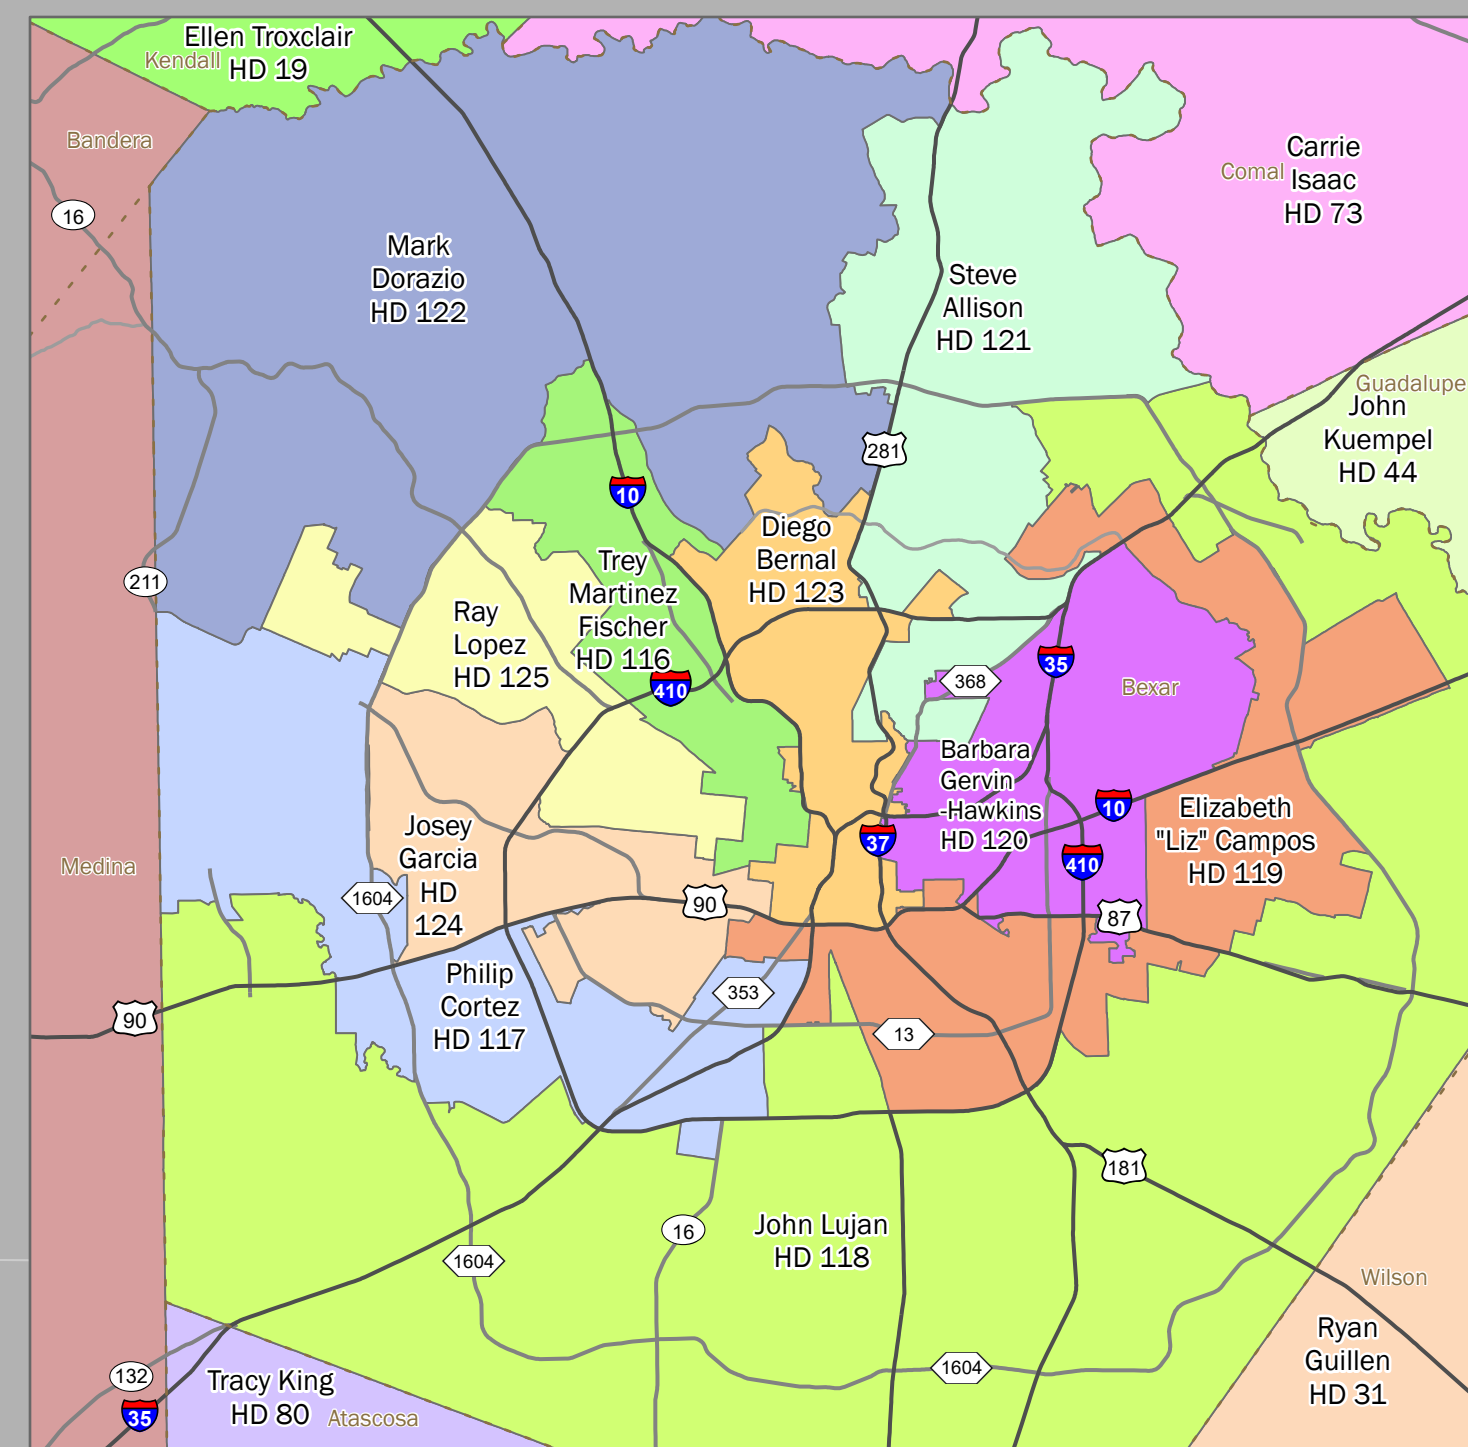 Ellen Troxclair
HD 19
Kendall
Bandera
16
Mark
Dorazio
HD 122
Steve
Allison
HD 121
Carrie
Isaac
HD 73
Comal
Guadalupe
John
Kuempel
HD 44
281
10
211
Diego
Bernal
HD 123
Trey
Martinez
Fischer
HD 116
Ray
Lopez
HD 125
410
368
35
Bexar
Barbara
Gervin
-Hawkins
HD 120
10
37
410
Elizabeth
"Liz" Campos
HD 119
Josey
Garcia
HD
124
Medina
1604
90
87
Philip
Cortez
HD 117
353
90
13
181
John Lujan
HD 118
16
1604
Wilson
Ryan
Guillen
HD 31
1604
132
35
Tracy King
HD 80
Atascosa